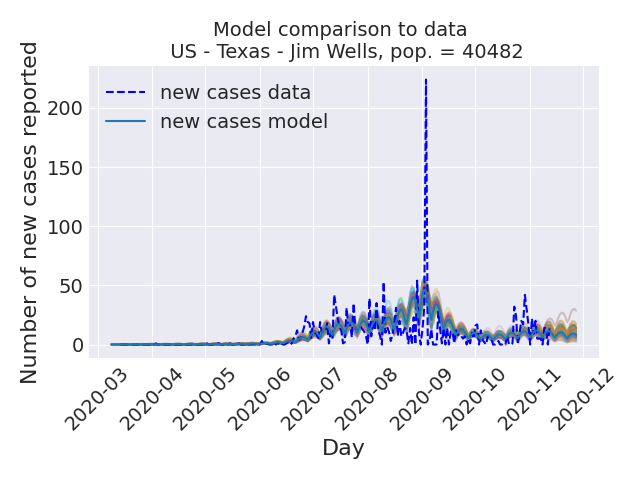 Model comparison to data
US - Texas - Jim Wells, pop. = 40482
Number of new cases reported
200
150
100
50
0
new cases data
new cases model
2020-03
2020-04
2020-05
2020-06
2020-07
2020-08
2020-09
2020-10
2020-11
2020-12
Day